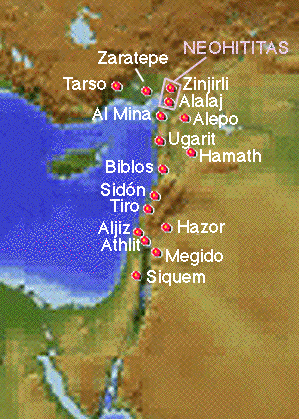 NEOHITITAS
Zaratepe
Tarso
Zinjirli
Alalaj
Al Mina
Alepo
Ugarit
Hamath
Biblos
Sidón
Tiro
Aljiz
Hazor
Athlit
Megido
Siquem